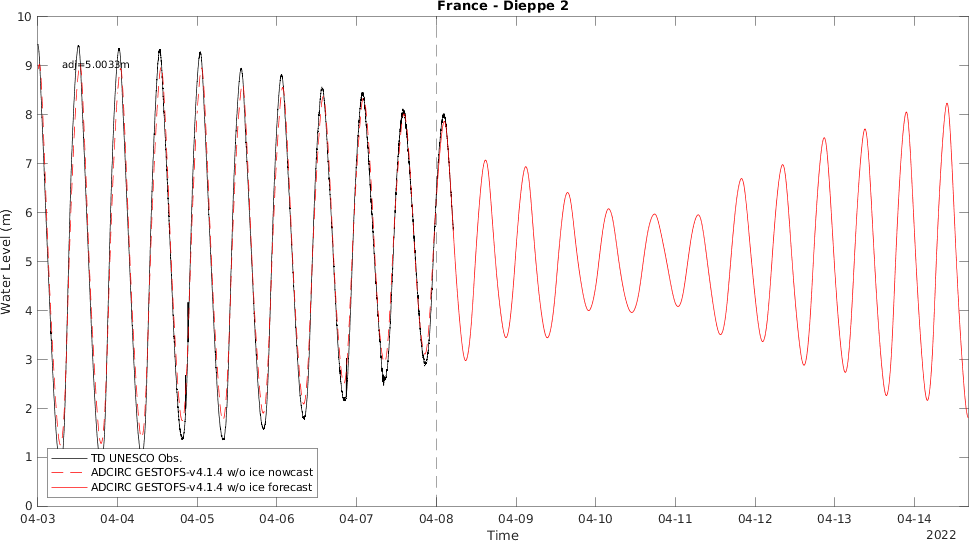 France - Dieppe 2
10
9
8
7
6
5
4
3
2
1
0
Water Level (m)
adj=5.0033m
TD UNESCO Obs.
ADCIRC GESTOFS-v4.1.4 w/o ice nowcast
ADCIRC GESTOFS-v4.1.4 w/o ice forecast
04-03 04-04 04-05 04-06 04-07 04-08 04-09 04-10 04-11 04-12 04-13 04-14
Time
2022